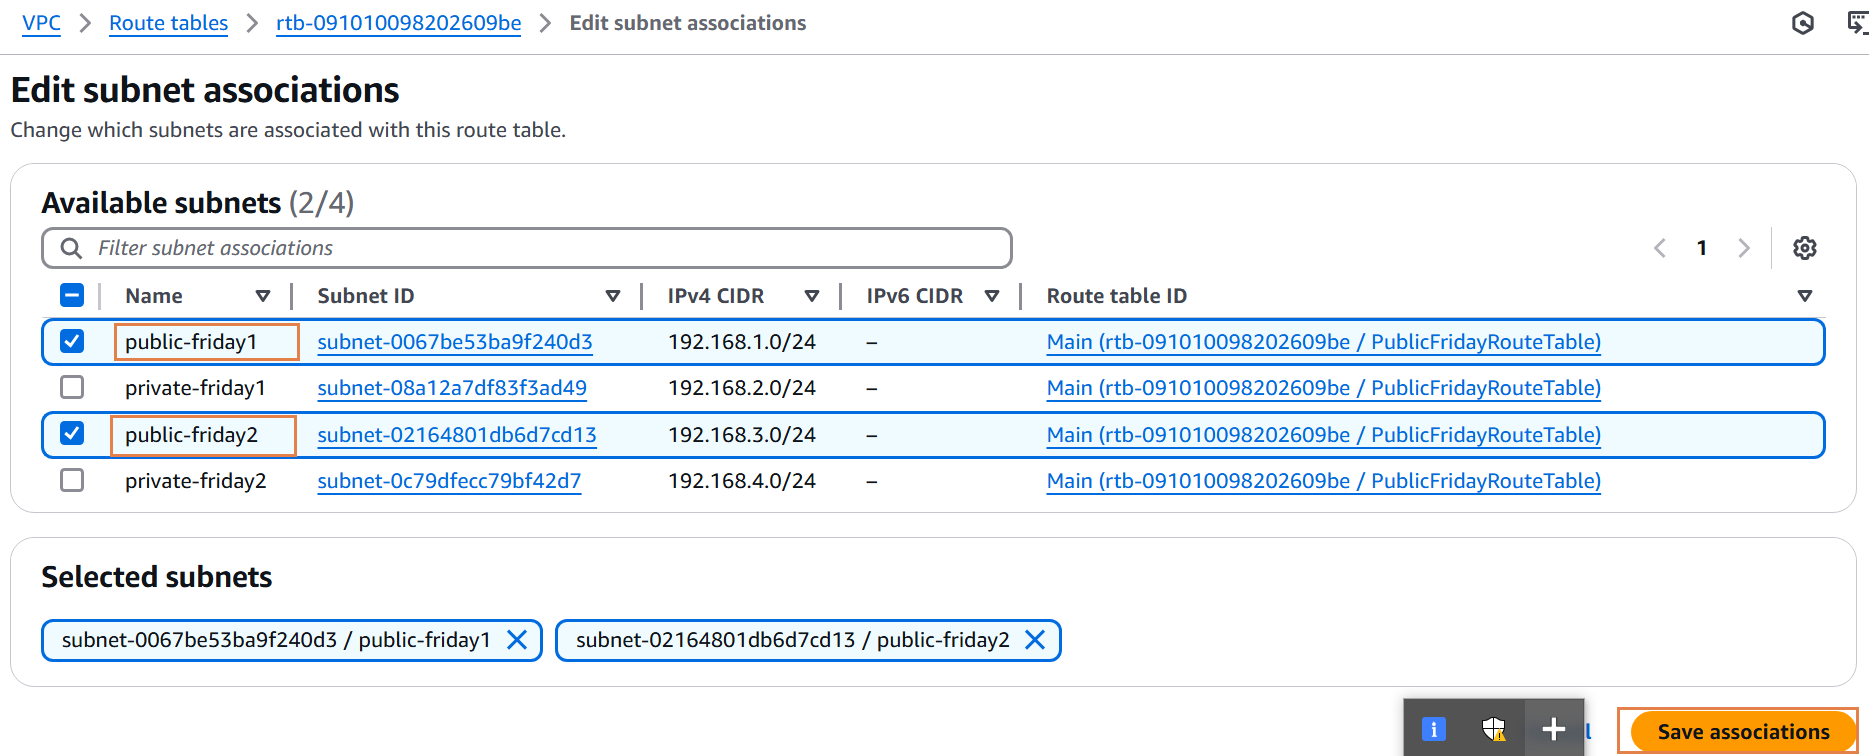 VPC > Route tables > rtb-091010098202609be > Edit subnet associations
Edit subnet associations
Change which subnets are associated with this route table.
Available subnets (2/4)
Filter subnet associations
1
Name Subnet ID IPv4 CIDR IPv6 CIDR Route table ID
public-friday1 subnet-0067be53ba9f240d3 192.168.1.0/24 – Main (rtb-091010098202609be / PublicFridayRouteTable)
private-friday1 subnet-08a12a7df83f3ad49 192.168.2.0/24 – Main (rtb-091010098202609be / PublicFridayRouteTable)
public-friday2 subnet-02164801db6d7cd13 192.168.3.0/24 – Main (rtb-091010098202609be / PublicFridayRouteTable)
private-friday2 subnet-0c79dfecc79bf42d7 192.168.4.0/24 – Main (rtb-091010098202609be / PublicFridayRouteTable)
Selected subnets
subnet-0067be53ba9f240d3 / public-friday1 subnet-02164801db6d7cd13 / public-friday2
Save associations